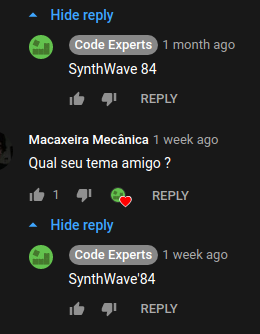 Hide reply
Code Experts 1 month ago
SynthWave 84
REPLY
Macaxeira Mecânica 1 week ago
Qual seu tema amigo ?
1 REPLY
Hide reply
Code Experts 1 week ago
SynthWave'84
REPLY